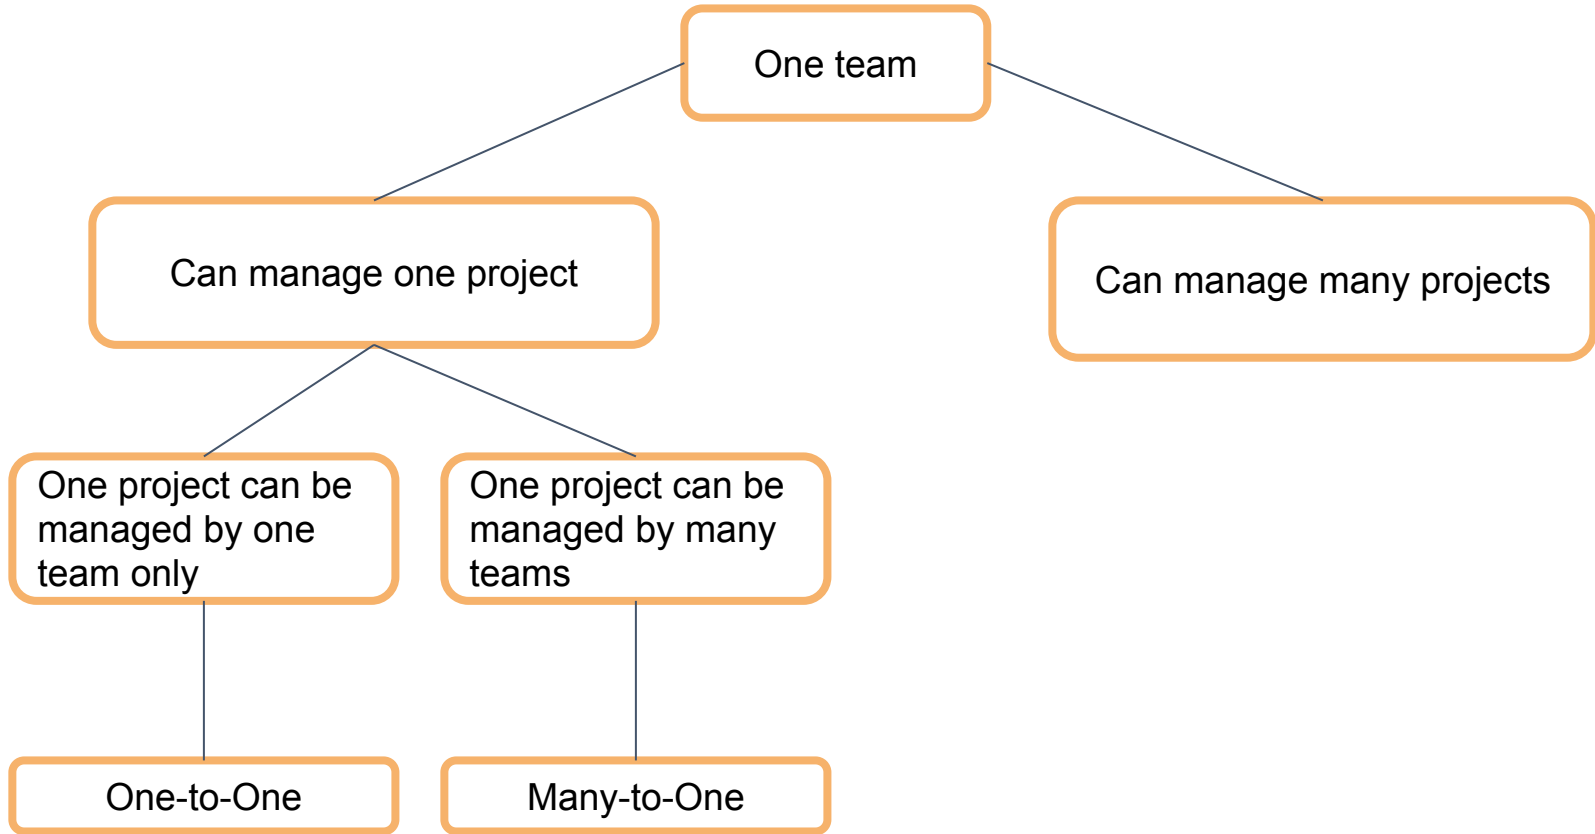 One team
Can manage one project
Can manage many projects
One project can be
managed by one
team only
One project can be
managed by many
teams
One-to-One
Many-to-One